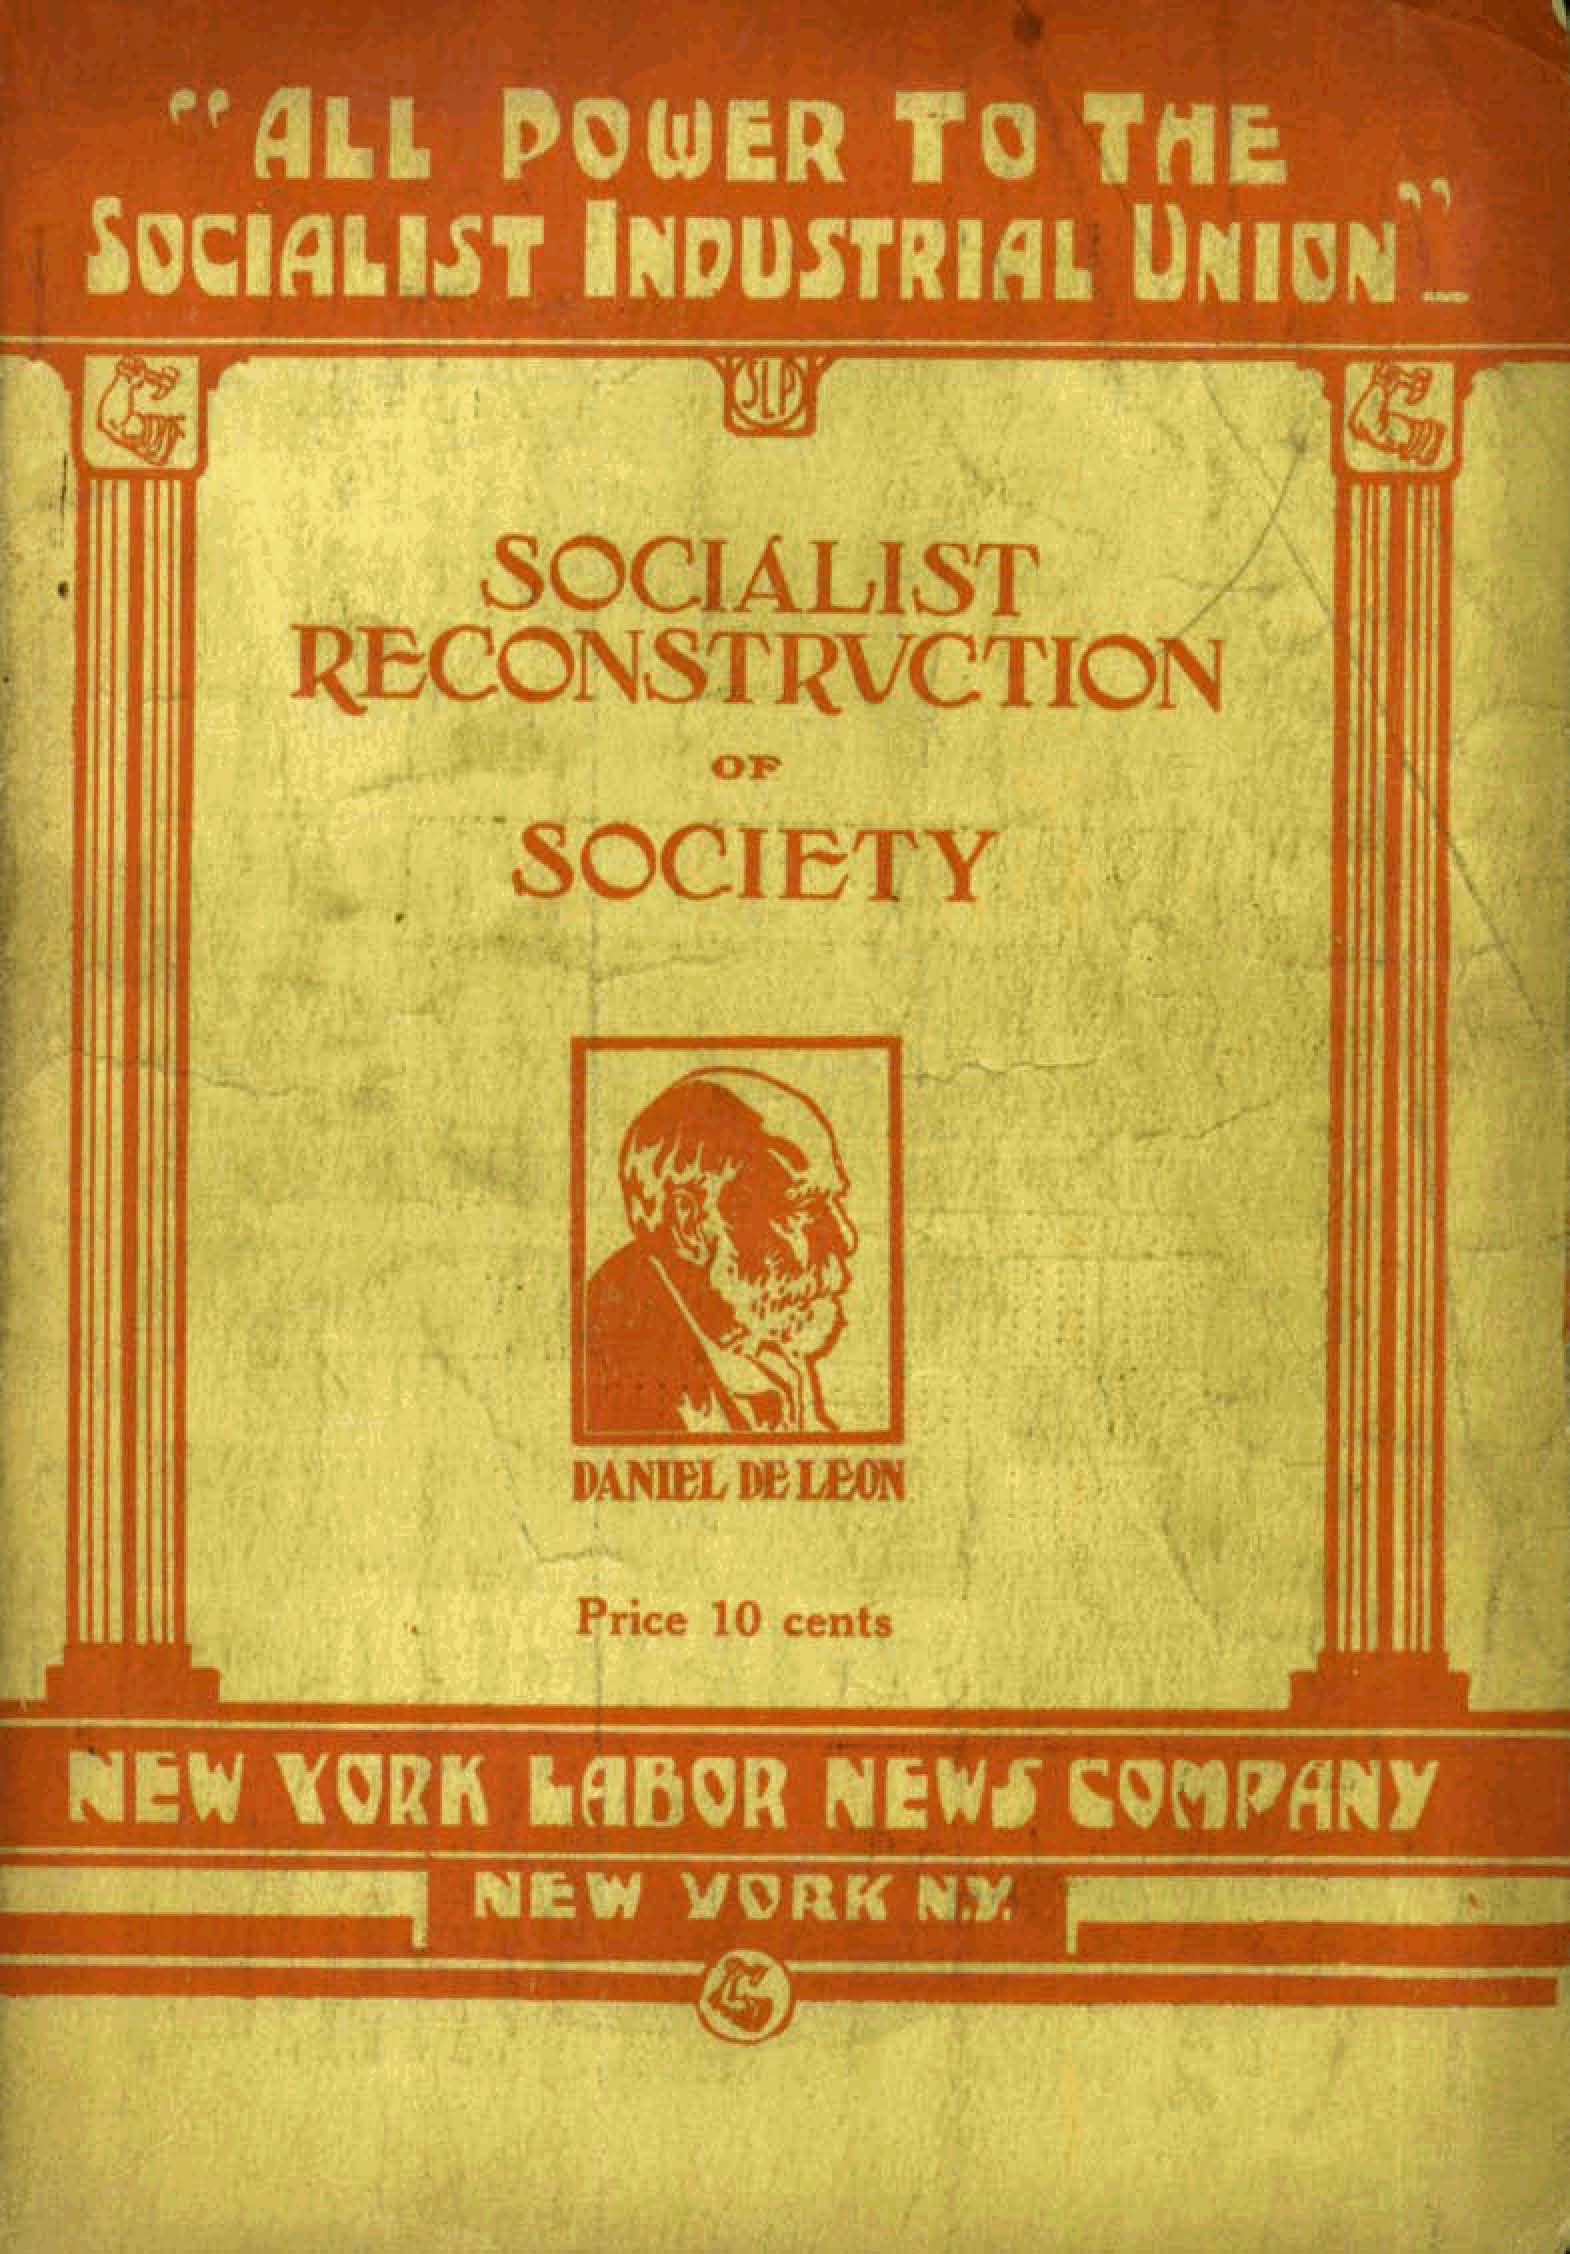 “ALL POWER TO THE
SOCIALIST INDUSTRIAL UNION”
SLP
SOCIALIST
RECONSTRVCTION
OF
SOCIETY
DANIEL DE LEON
Price 10 cents
NEW YORK LABOR NEWS COMPANY
NEW YORK N.Y.